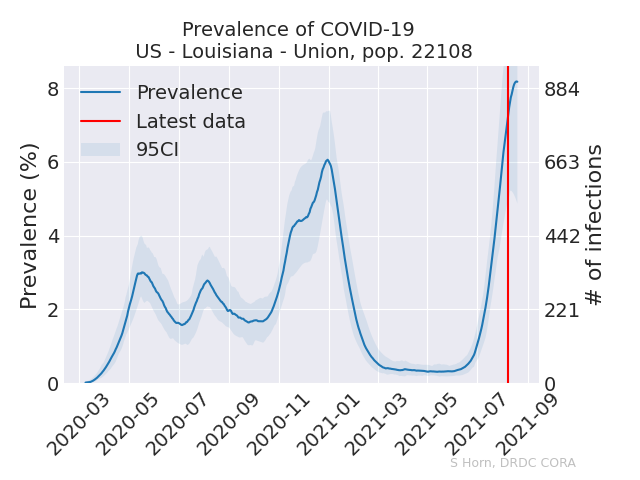 Prevalence of COVID-19
US - Louisiana - Union, pop. 22108
Prevalence
Latest data
95CI
Prevalence (%)
8
6
4
2
0
884
663
442
221
0
# of infections
2020-03
2020-05
2020-07
2020-09
2020-11
2021-01
2021-03
2021-05
2021-07
2021-09
S Horn, DRDC CORA